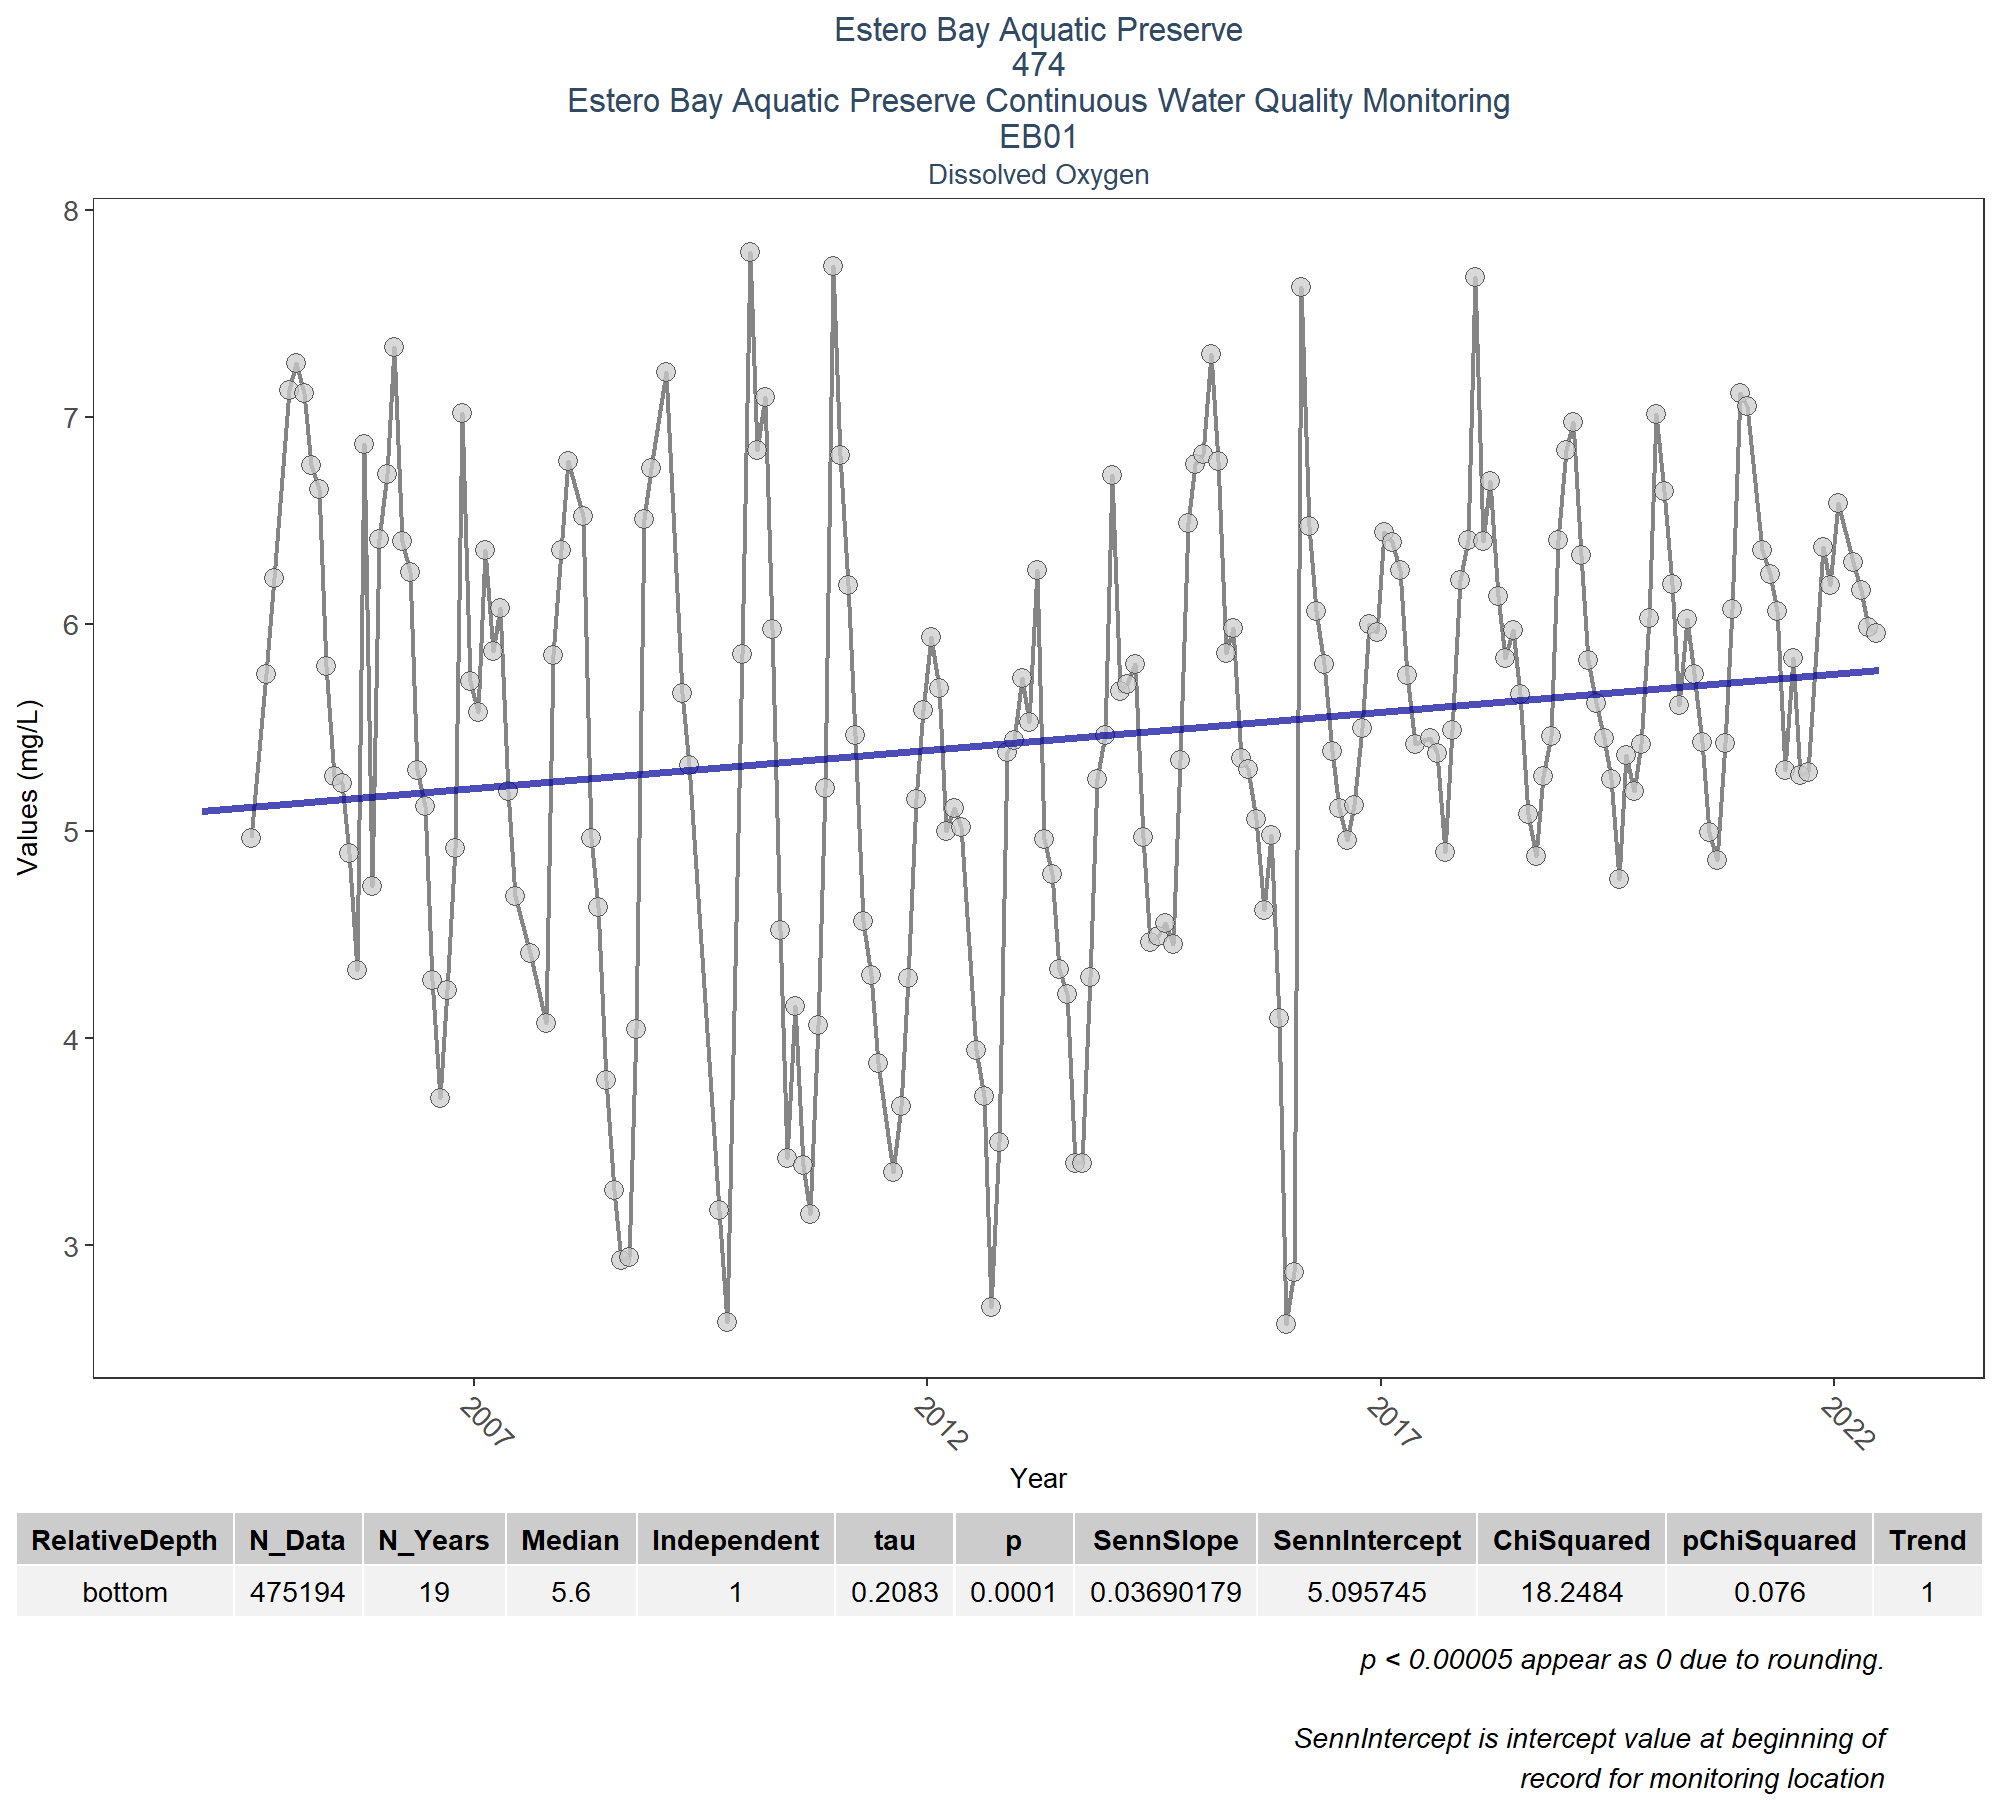 Estero Bay Aquatic Preserve
474
Estero Bay Aquatic Preserve Continuous Water Quality Monitoring
EB01
Dissolved Oxygen
8
7
6
5
4
3
Values (mg/L)
2007 2012 2017 2022
Year
RelativeDepth N_Data N_Years Median Independent tau p SennSlope SennIntercept ChiSquared pChiSquared Trend
bottom 475194 19 5.6 1 0.2083 0.0001 0.03690179 5.095745 18.2484 0.076 1
p < 0.00005 appear as 0 due to rounding.
SennIntercept is intercept value at beginning of
record for monitoring location